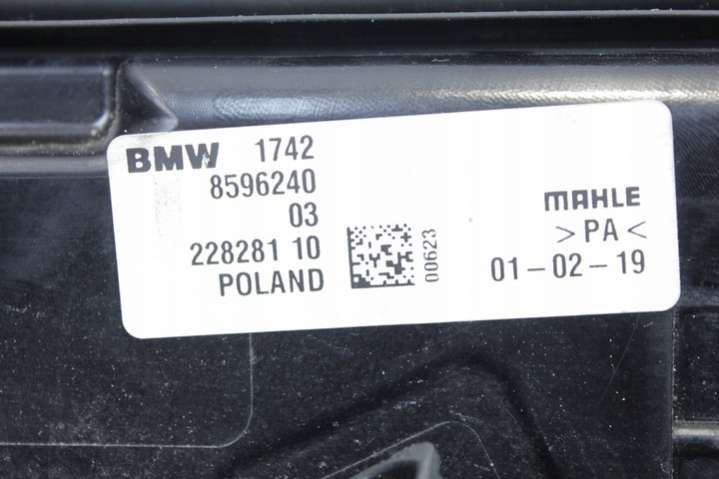 BMW 1742
8596240
03
228281 10
POLAND
00623
MAHLE
>PA<
01-02-19